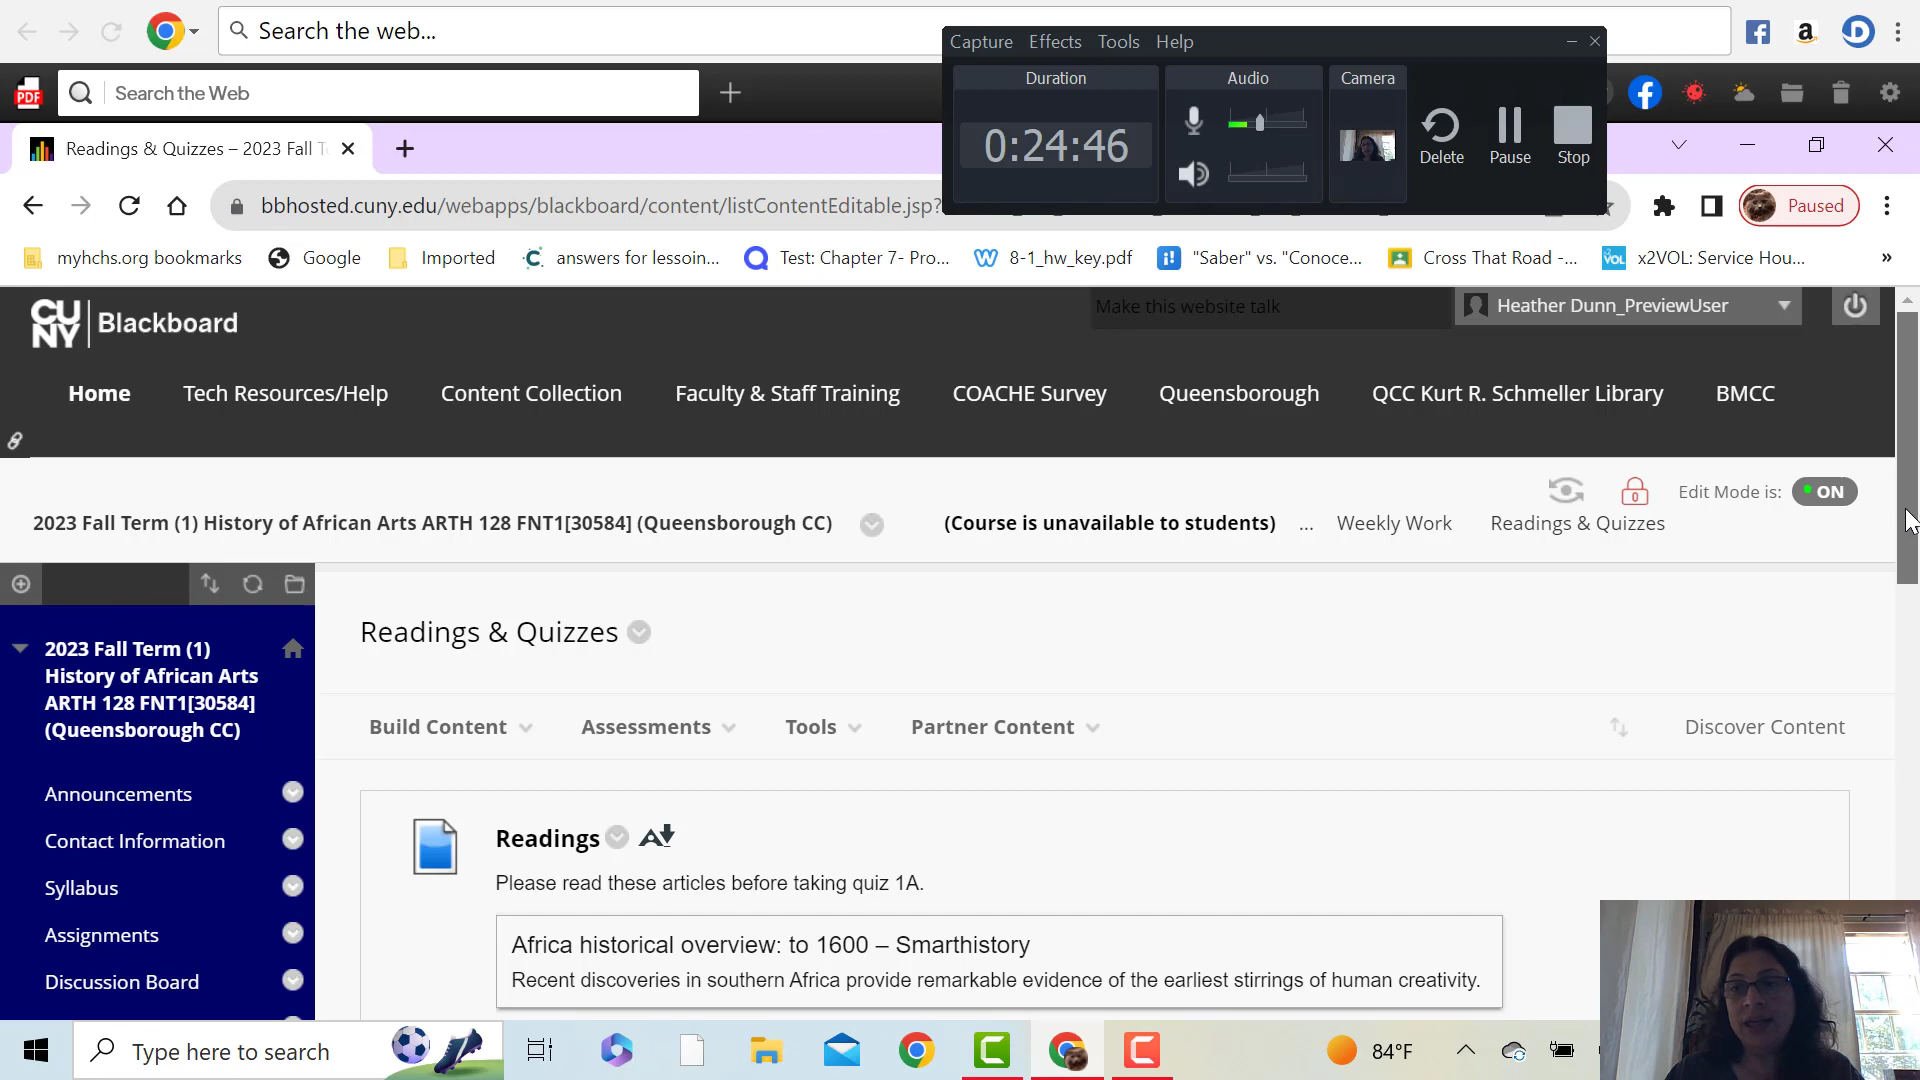 Search the web...
Capture Effects Tools Help
Duration Audio Camera
0:24:46
Delete Pause Stop
PDF Search the Web
Readings & Quizzes – 2023 Fall T
bbhosted.cuny.edu/webapps/blackboard/content/listContentEditable.jsp?
Paused
myhchs.org bookmarks Google Imported answers for lessoin... Test: Chapter 7- Pro... 8-1_hw_key.pdf "Saber" vs. "Conoce... Cross That Road -... x2VOL: Service Hou... »
CUNY Blackboard
Make this website talk
Heather Dunn_PreviewUser
Home Tech Resources/Help Content Collection Faculty & Staff Training COACHE Survey Queensborough QCC Kurt R. Schmeller Library BMCC
Edit Mode is: ON
2023 Fall Term (1) History of African Arts ARTH 128 FNT1[30584] (Queensborough CC) (Course is unavailable to students) ... Weekly Work Readings & Quizzes
2023 Fall Term (1)
History of African Arts
ARTH 128 FNT1[30584]
(Queensborough CC)
Announcements
Contact Information
Syllabus
Assignments
Discussion Board
Readings & Quizzes
Build Content Assessments Tools Partner Content Discover Content
Readings
Please read these articles before taking quiz 1A.
Africa historical overview: to 1600 – Smarthistory
Recent discoveries in southern Africa provide remarkable evidence of the earliest stirrings of human creativity.
Type here to search
84°F